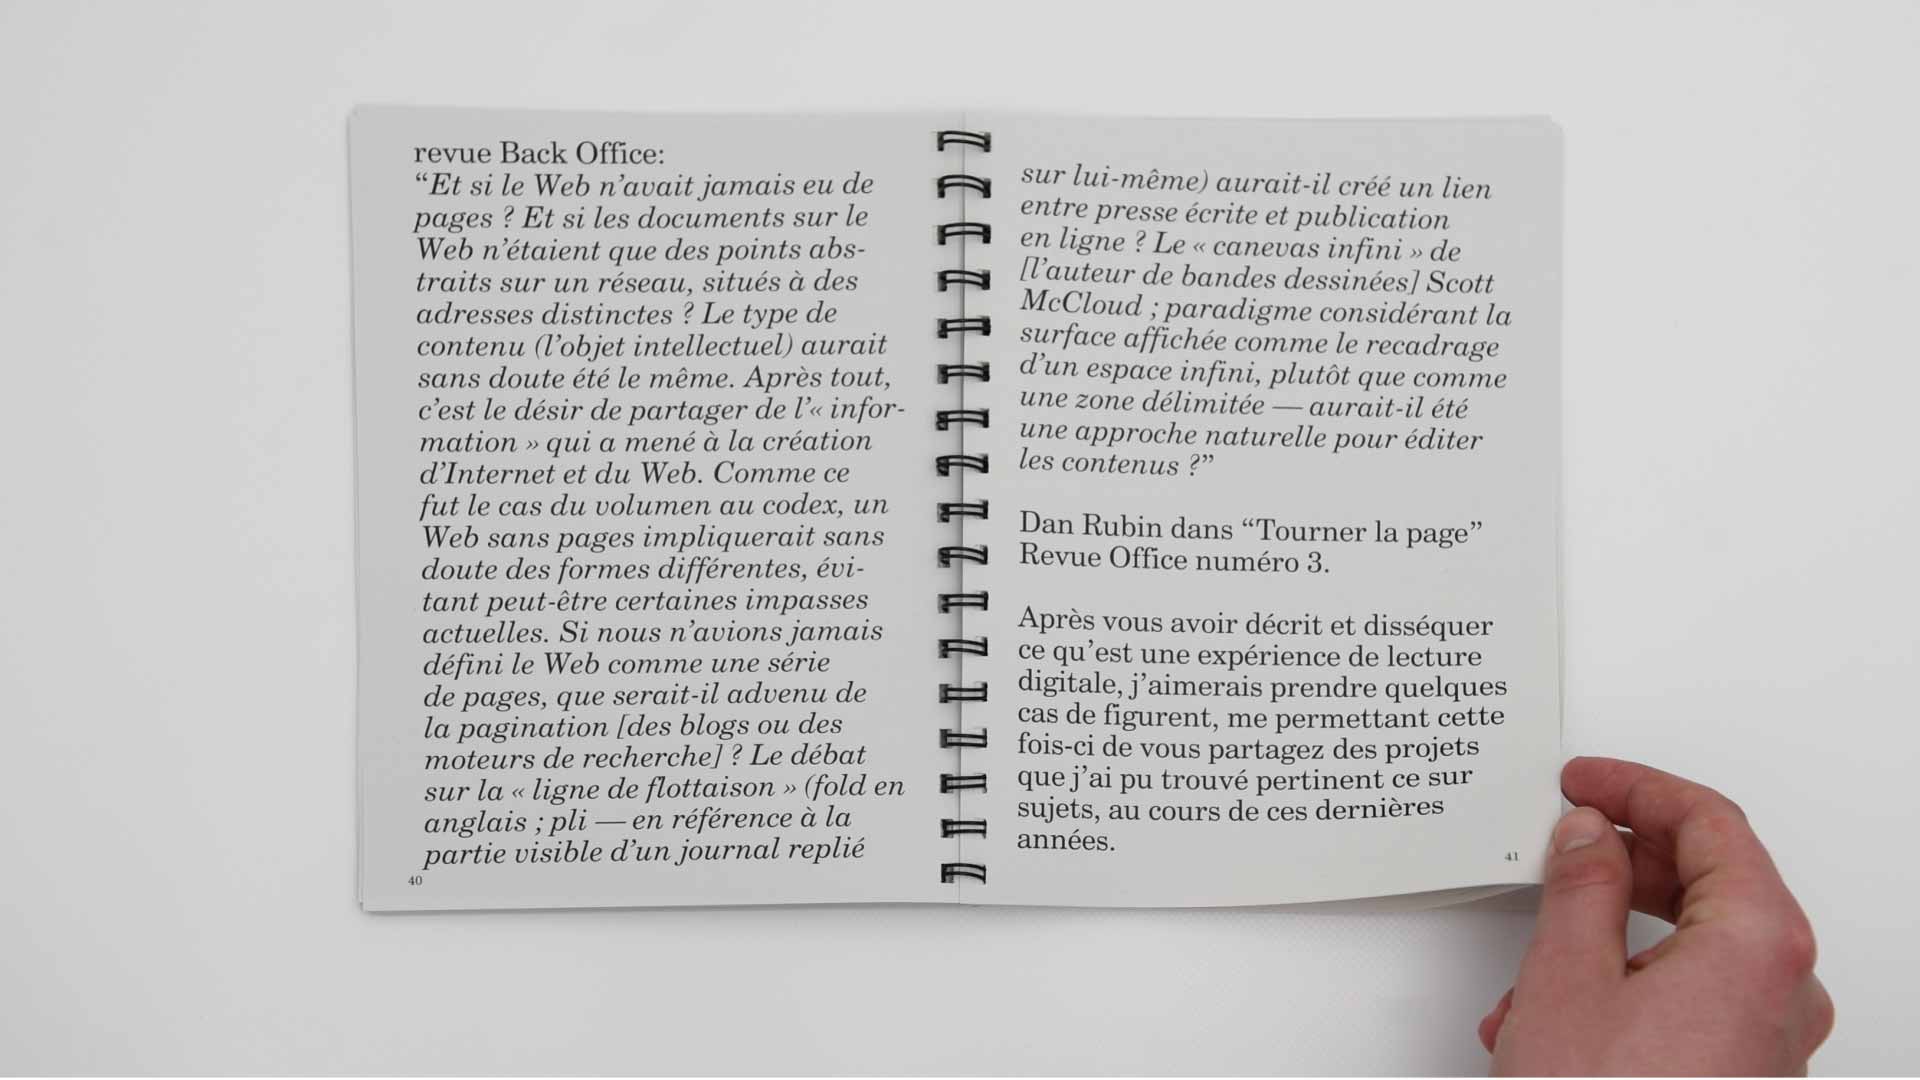 revue Back Office:
“Et si le Web n’avait jamais eu de
pages ? Et si les documents sur le
Web n’étaient que des points abs-
traits sur un réseau, situés à des
adresses distinctes ? Le type de
contenu (l’objet intellectuel) aurait
sans doute été le même. Après tout,
c’est le désir de partager de l’« infor-
mation » qui a mené à la création
d’Internet et du Web. Comme ce
fut le cas du volumen au codex, un
Web sans pages impliquerait sans
doute des formes différentes, évi-
tant peut-être certaines impasses
actuelles. Si nous n’avions jamais
défini le Web comme une série
de pages, que serait-il advenu de
la pagination [des blogs ou des
moteurs de recherche] ? Le débat
sur la « ligne de flottaison » (fold en
anglais ; pli — en référence à la
partie visible d’un journal replié
40
sur lui-même) aurait-il créé un lien
entre presse écrite et publication
en ligne ? Le « canevas infini » de
[l’auteur de bandes dessinées] Scott
McCloud ; paradigme considérant la
surface affichée comme le recadrage
d’un espace infini, plutôt que comme
une zone délimitée — aurait-il été
une approche naturelle pour éditer
les contenus ?”
Dan Rubin dans “Tourner la page”
Revue Office numéro 3.
Après vous avoir décrit et disséquer
ce qu’est une expérience de lecture
digitale, j’aimerais prendre quelques
cas de figurent, me permettant cette
fois-ci de vous partagez des projets
que j’ai pu trouvé pertinent ce sur
sujets, au cours de ces dernières
années.
41